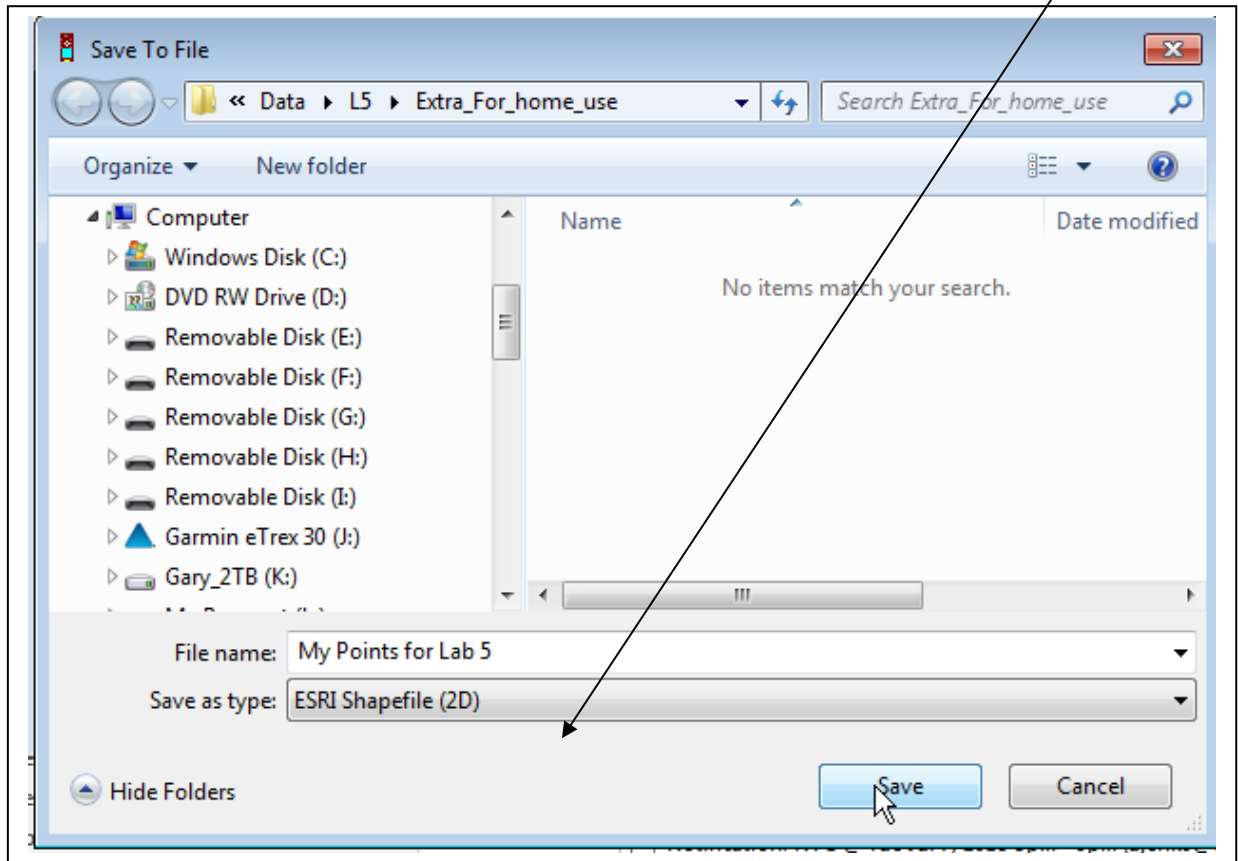 Save To File
« Data L5 Extra_For_home_use Search Extra_For_home_use
Organize New folder
Computer
Windows Disk (C:)
DVD RW Drive (D:)
Removable Disk (E:)
Removable Disk (F:)
Removable Disk (G:)
Removable Disk (H:)
Removable Disk (I:)
Garmin eTrex 30 (J:)
Gary_2TB (K:)
Name Date modified
No items match your search.
File name: My Points for Lab 5
Save as type: ESRI Shapefile (2D)
Hide Folders Save Cancel